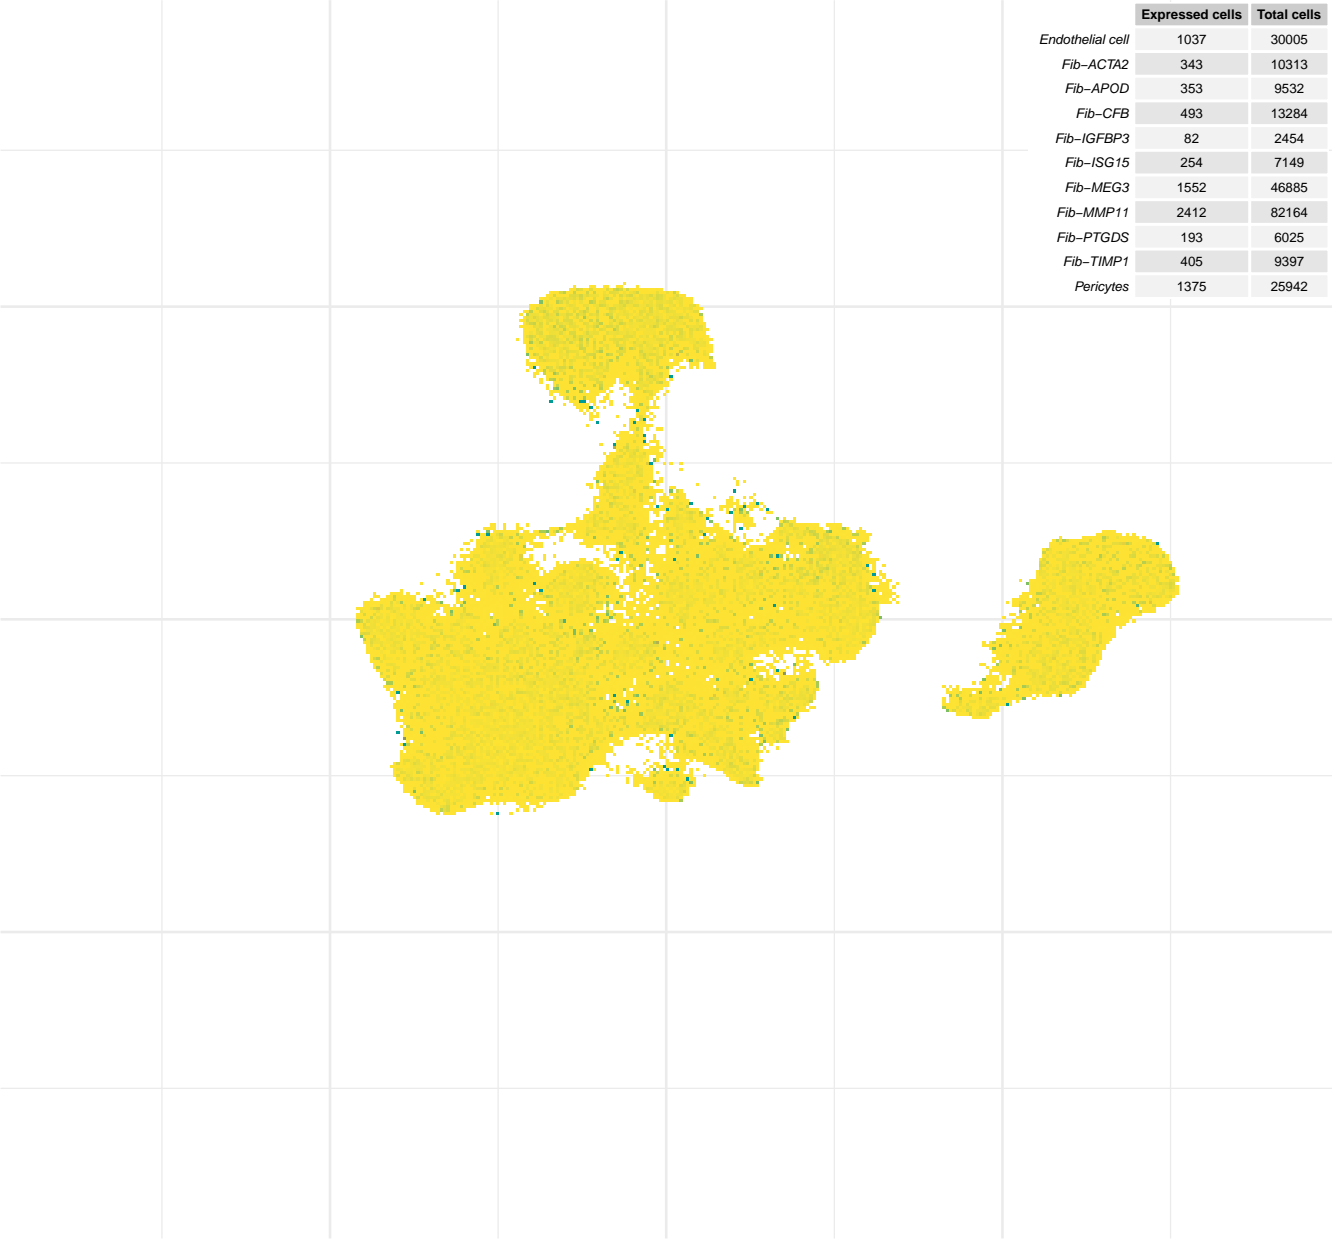 Expressed cells Total cells
Endothelial cell 1037 30005
Fib−ACTA2 343 10313
Fib−APOD 353 9532
Fib−CFB 493 13284
Fib−IGFBP3 82 2454
Fib−ISG15 254 7149
Fib−MEG3 1552 46885
Fib−MMP11 2412 82164
Fib−PTGDS 193 6025
Fib−TIMP1 405 9397
Pericytes 1375 25942